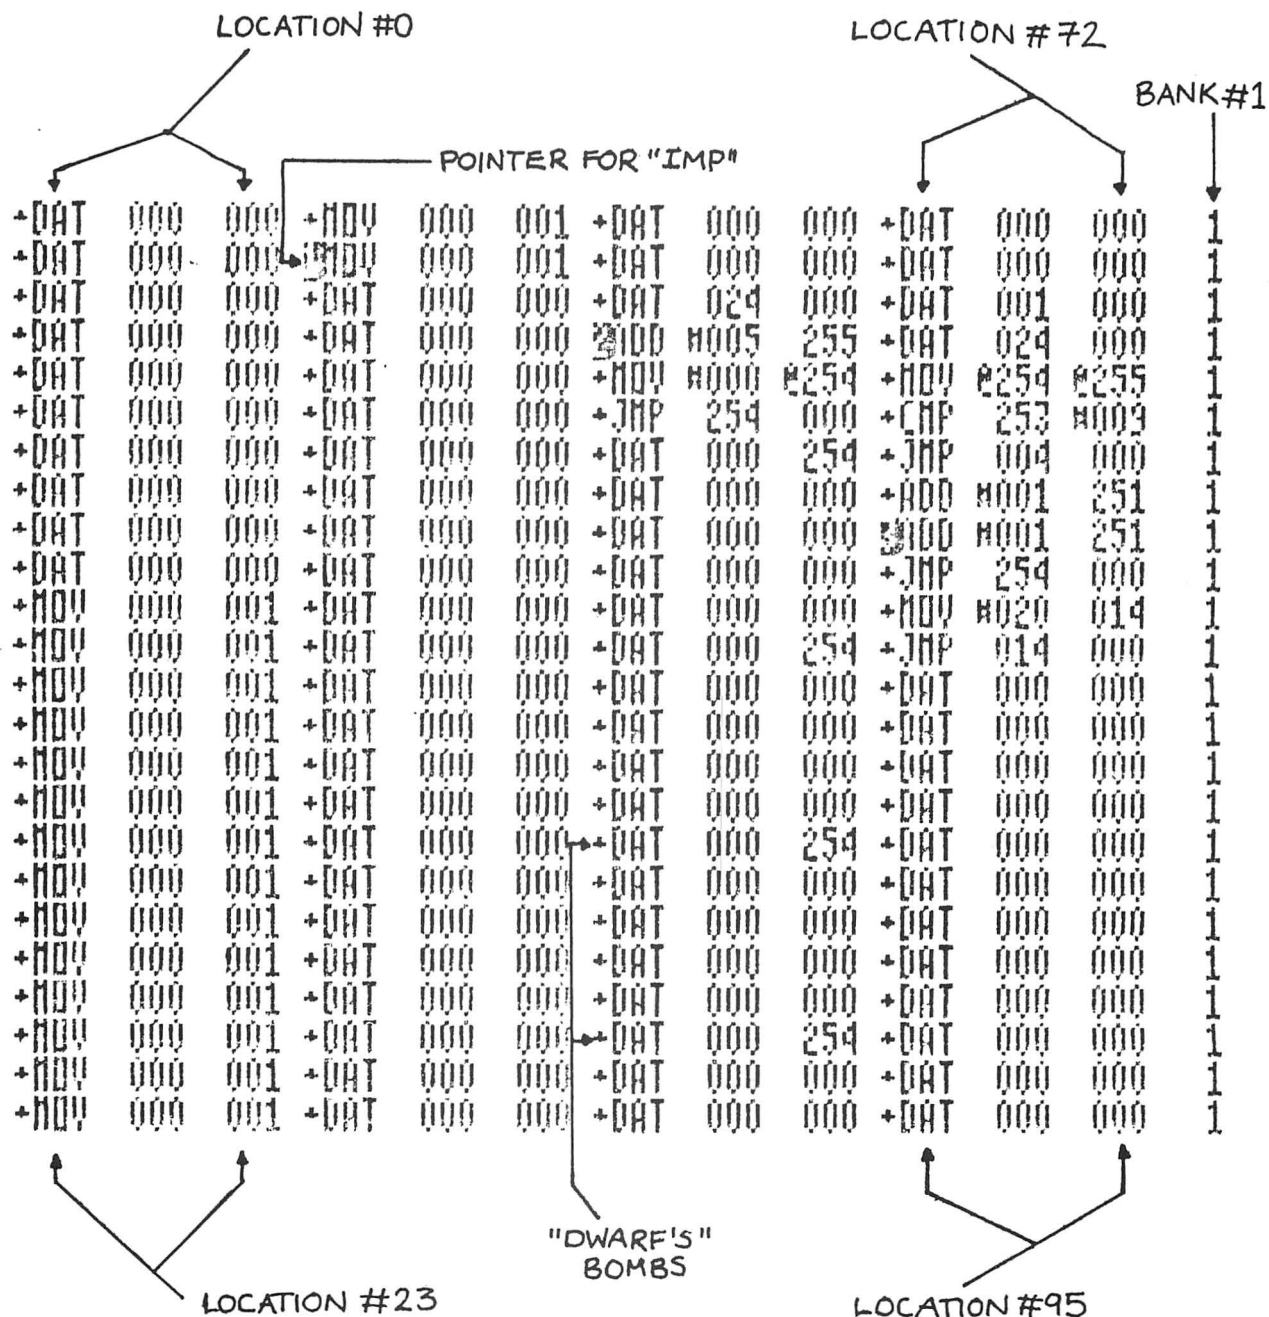 LOCATION #0
LOCATION #72
BANK#1
POINTER FOR "IMP"
+DAT 000 000 +MOV 000 001 +DAT 000 000 +DAT 000 000 1
+DAT 000 000 MOV 000 001 +DAT 000 000 +DAT 000 000 1
+DAT 000 000 +DAT 000 000 +DAT 024 000 +DAT 001 000 1
+DAT 000 000 +DAT 000 000 ADD #005 255 +DAT 024 000 1
+DAT 000 000 +DAT 000 000 +MOV #000 @254 +MOV @254 @255 1
+DAT 000 000 +DAT 000 000 +JMP 254 000 +CMP 253 #009 1
+DAT 000 000 +DAT 000 000 +DAT 000 254 +JMP 004 000 1
+DAT 000 000 +DAT 000 000 +DAT 000 000 +ADD #001 251 1
+DAT 000 000 +DAT 000 000 +DAT 000 000 ADD #001 251 1
+DAT 000 000 +DAT 000 000 +DAT 000 000 +JMP 254 000 1
+MOV 000 001 +DAT 000 000 +DAT 000 000 +MOV #020 014 1
+MOV 000 001 +DAT 000 000 +DAT 000 254 +JMP 014 000 1
+MOV 000 001 +DAT 000 000 +DAT 000 000 +DAT 000 000 1
+MOV 000 001 +DAT 000 000 +DAT 000 000 +DAT 000 000 1
+MOV 000 001 +DAT 000 000 +DAT 000 000 +DAT 000 000 1
+MOV 000 001 +DAT 000 000 +DAT 000 000 +DAT 000 000 1
+MOV 000 001 +DAT 000 000 +DAT 000 254 +DAT 000 000 1
+MOV 000 001 +DAT 000 000 +DAT 000 000 +DAT 000 000 1
+MOV 000 001 +DAT 000 000 +DAT 000 000 +DAT 000 000 1
+MOV 000 001 +DAT 000 000 +DAT 000 000 +DAT 000 000 1
+MOV 000 001 +DAT 000 000 +DAT 000 000 +DAT 000 000 1
+MOV 000 001 +DAT 000 000 +DAT 000 254 +DAT 000 000 1
+MOV 000 001 +DAT 000 000 +DAT 000 000 +DAT 000 000 1
+MOV 000 001 +DAT 000 000 +DAT 000 000 +DAT 000 000 1
"DWARF'S"
BOMBS
LOCATION #23
LOCATION #95